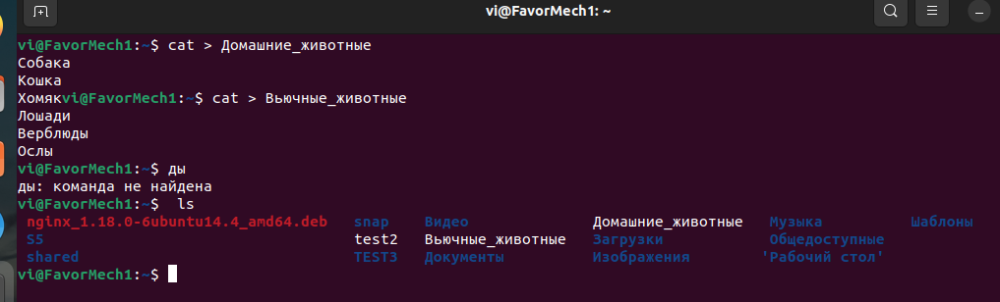 vi@FavorMech1: ~
vi@FavorMech1:~$ cat > Домашние_животные
Собака
Кошка
Хомякvi@FavorMech1:~$ cat > Вьючные_животные
Лошади
Верблюды
Ослы
vi@FavorMech1:~$ ды
ды: команда не найдена
vi@FavorMech1:~$  ls
nginx_1.18.0-6ubuntu14.4_amd64.deb snap Видео Домашние_животные Музыка Шаблоны
S5 test2 Вьючные_животные Загрузки Общедоступные
shared TEST3 Документы Изображения 'Рабочий стол'
vi@FavorMech1:~$